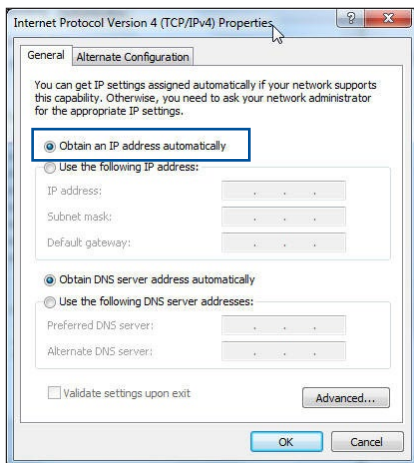 Internet Protocol Version 4 (TCP/IPv4) Properties
General
Alternate Configuration
You can get IP settings assigned automatically if your network supports
this capability. Otherwise, you need to ask your network administrator
for the appropriate IP settings.
Obtain an IP address automatically
Use the following IP address:
IP address:
Subnet mask:
Default gateway:
Obtain DNS server address automatically
Use the following DNS server addresses:
Preferred DNS server:
Alternate DNS server:
Validate settings upon exit
Advanced...
OK
Cancel